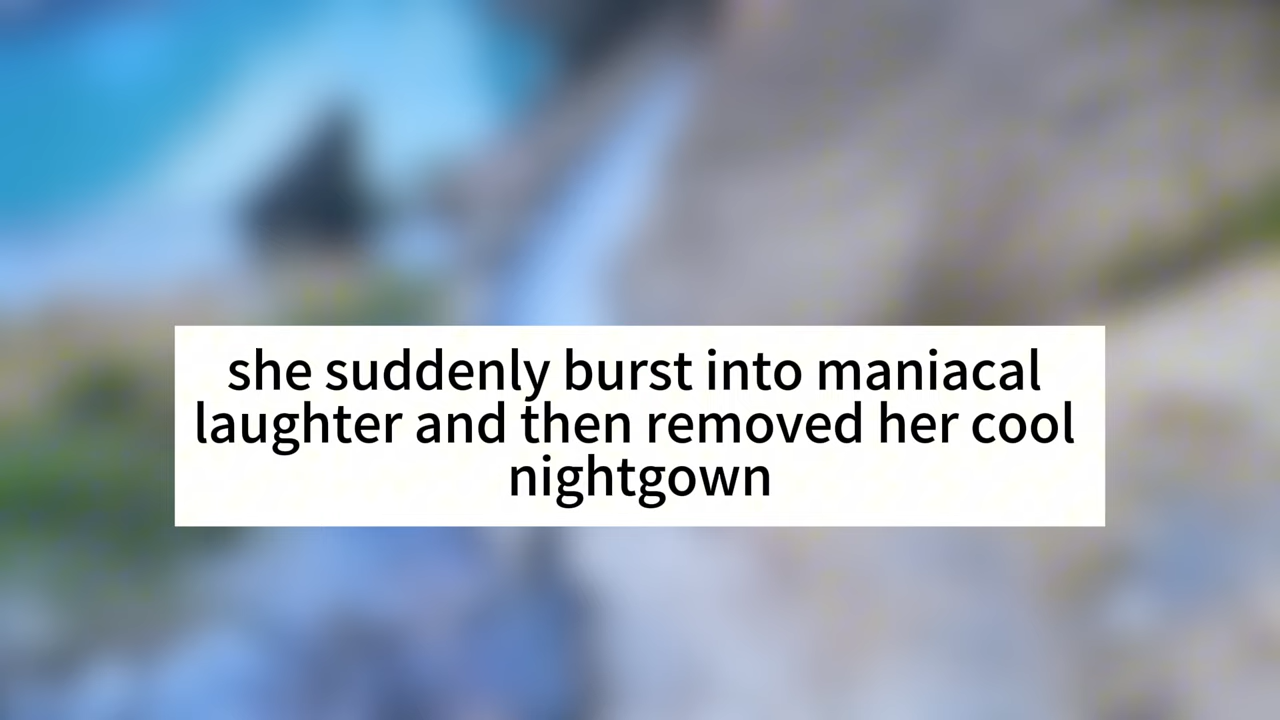 she suddenly burst into maniacal
laughter and then removed her cool
nightgown